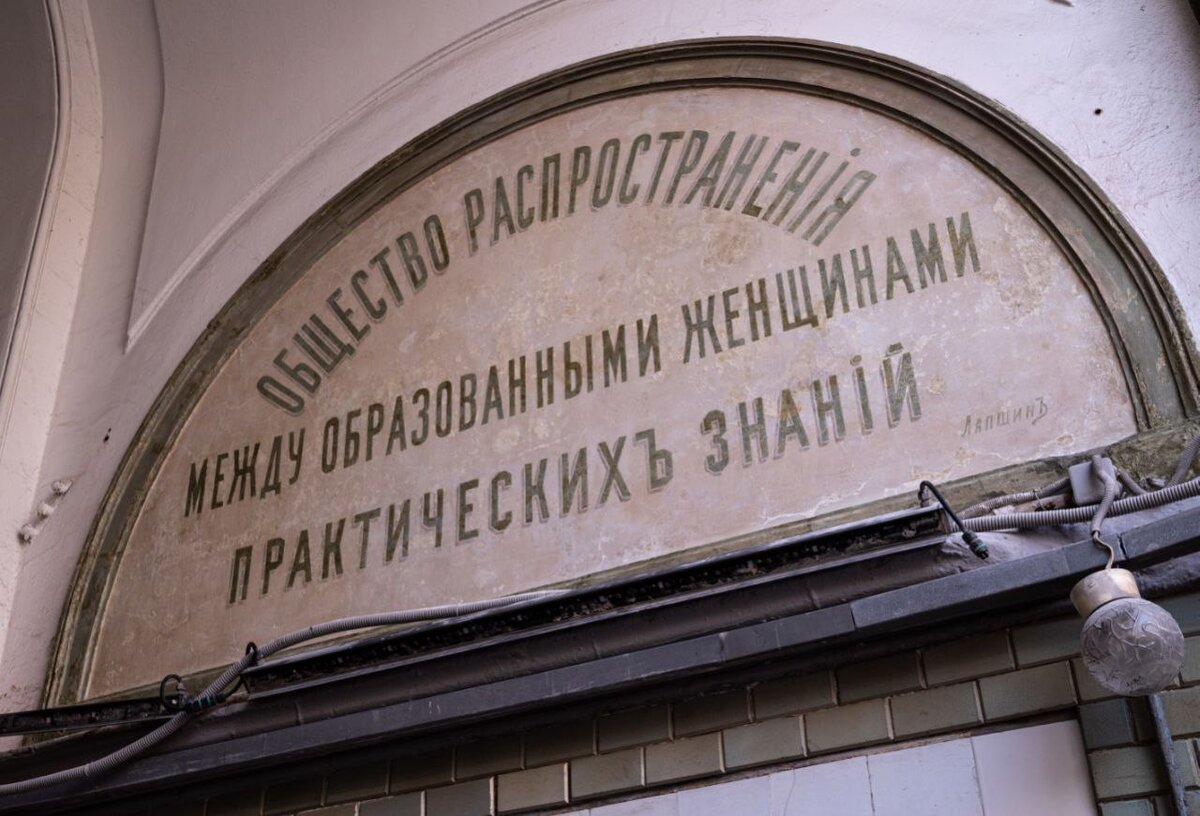 ОБЩЕСТВО РАСПРОСТРАНЕНІЯ
МЕЖДУ ОБРАЗОВАННЫМИ ЖЕНЩИНАМИ
ПРАКТИЧЕСКИХЪ ЗНАНІЙ
Лапшинъ